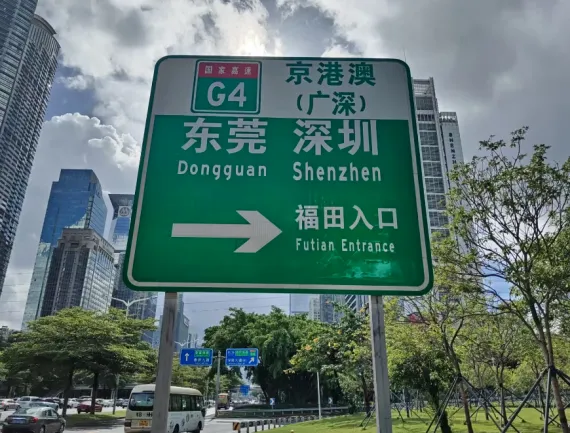 国家高速
G4
京港澳
（广深）
东莞 深圳
Dongguan Shenzhen
福田入口
Futian Entrance